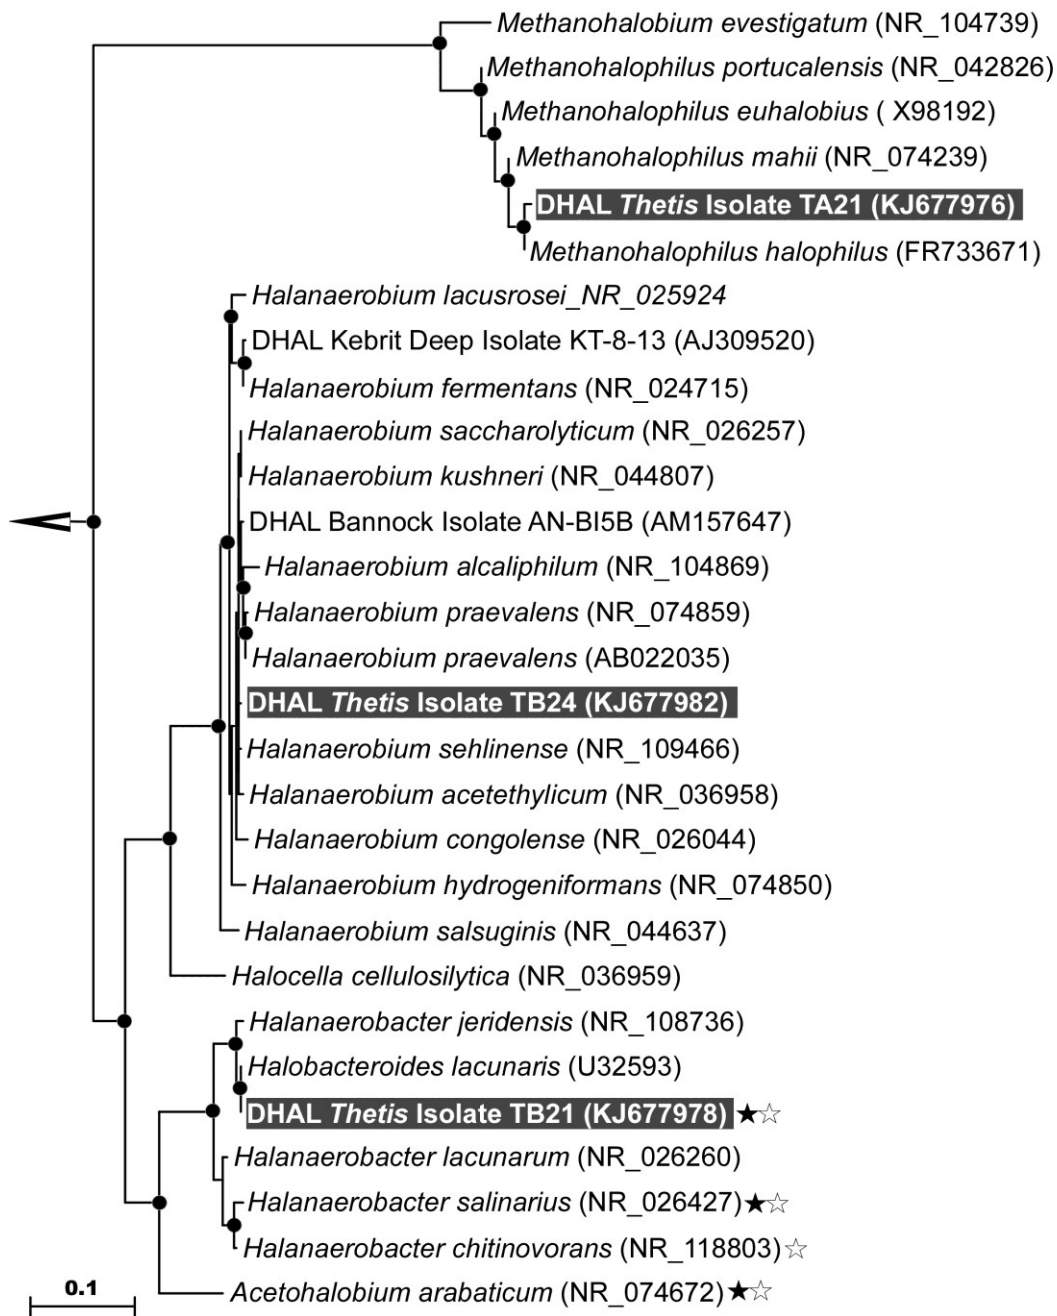 Methanohalobium evestigatum (NR_104739)
Methanohalophilus portucalensis (NR_042826)
Methanohalophilus euhalobius ( X98192)
Methanohalophilus mahii (NR_074239)
DHAL Thetis Isolate TA21 (KJ677976)
Methanohalophilus halophilus (FR733671)
Halanaerobium lacusrosei_NR_025924
DHAL Kebrit Deep Isolate KT-8-13 (AJ309520)
Halanaerobium fermentans (NR_024715)
Halanaerobium saccharolyticum (NR_026257)
Halanaerobium kushneri (NR_044807)
DHAL Bannock Isolate AN-BI5B (AM157647)
Halanaerobium alcaliphilum (NR_104869)
Halanaerobium praevalens (NR_074859)
Halanaerobium praevalens (AB022035)
DHAL Thetis Isolate TB24 (KJ677982)
Halanaerobium sehlinense (NR_109466)
Halanaerobium acetethylicum (NR_036958)
Halanaerobium congolense (NR_026044)
Halanaerobium hydrogeniformans (NR_074850)
Halanaerobium salsuginis (NR_044637)
Halocella cellulosilytica (NR_036959)
Halanaerobacter jeridensis (NR_108736)
Halobacteroides lacunaris (U32593)
DHAL Thetis Isolate TB21 (KJ677978) ★☆
Halanaerobacter lacunarum (NR_026260)
Halanaerobacter salinarius (NR_026427)★☆
Halanaerobacter chitinovorans (NR_118803)☆
Acetohalobium arabaticum (NR_074672)★☆
0.1